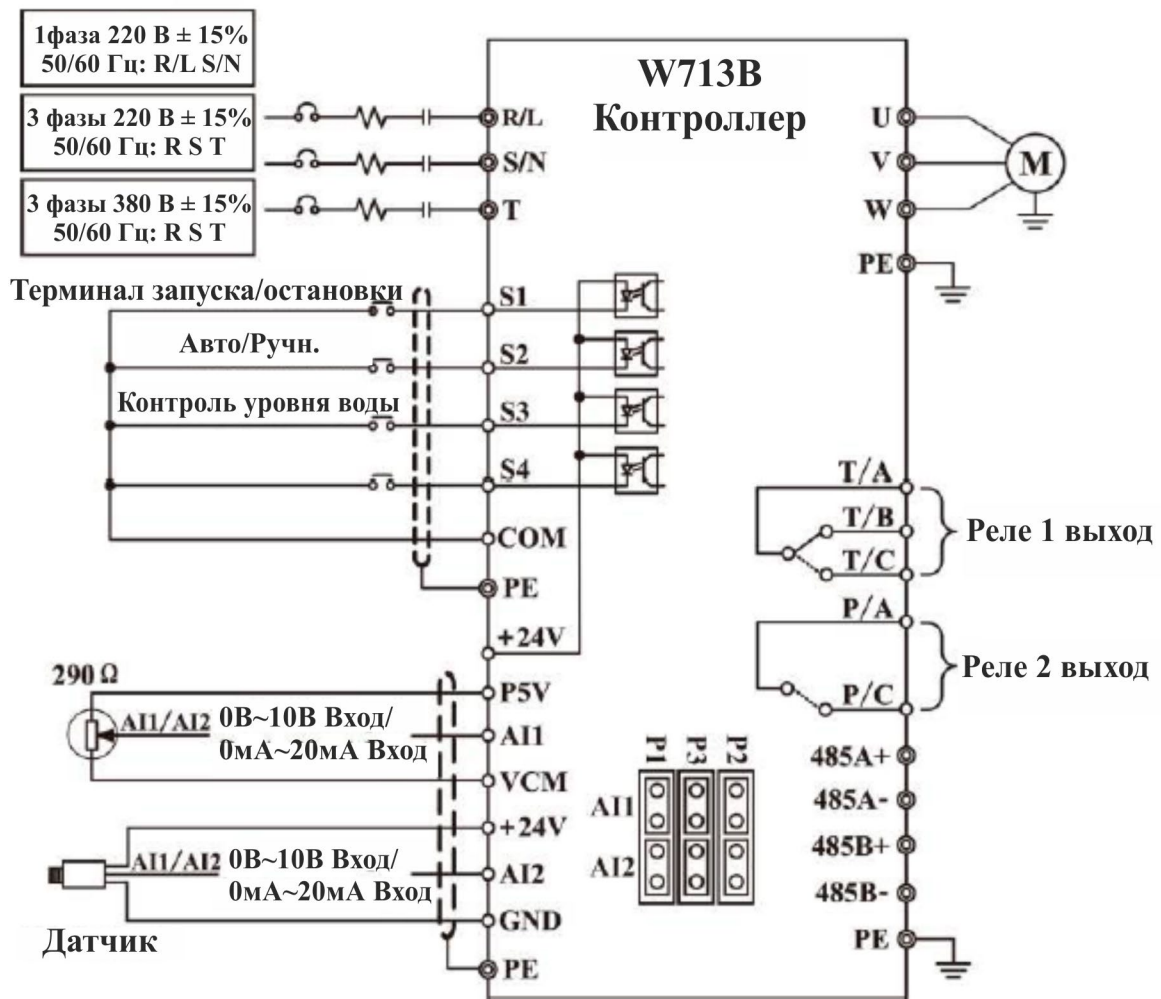 1фаза 220 В ± 15%
50/60 Гц: R/L S/N
3 фазы 220 В ± 15%
50/60 Гц: R S T
3 фазы 380 В ± 15%
50/60 Гц: R S T
W713B
Контроллер
R/L
S/N
T
U
V
W
M
PE
Терминал запуска/остановки
S1
Авто/Ручн.
S2
Контроль уровня воды
S3
S4
COM
PE
+24V
T/A
T/B
T/C
Реле 1 выход
P/A
P/C
Реле 2 выход
290 Ω
P5V
AI1/AI2
0В~10В Вход/
0мА~20мА Вход
AI1
VCM
+24V
AI1/AI2
0В~10В Вход/
0мА~20мА Вход
AI2
GND
Датчик
PE
P1
P3
P2
AI1
AI2
485A+
485A-
485B+
485B-
PE